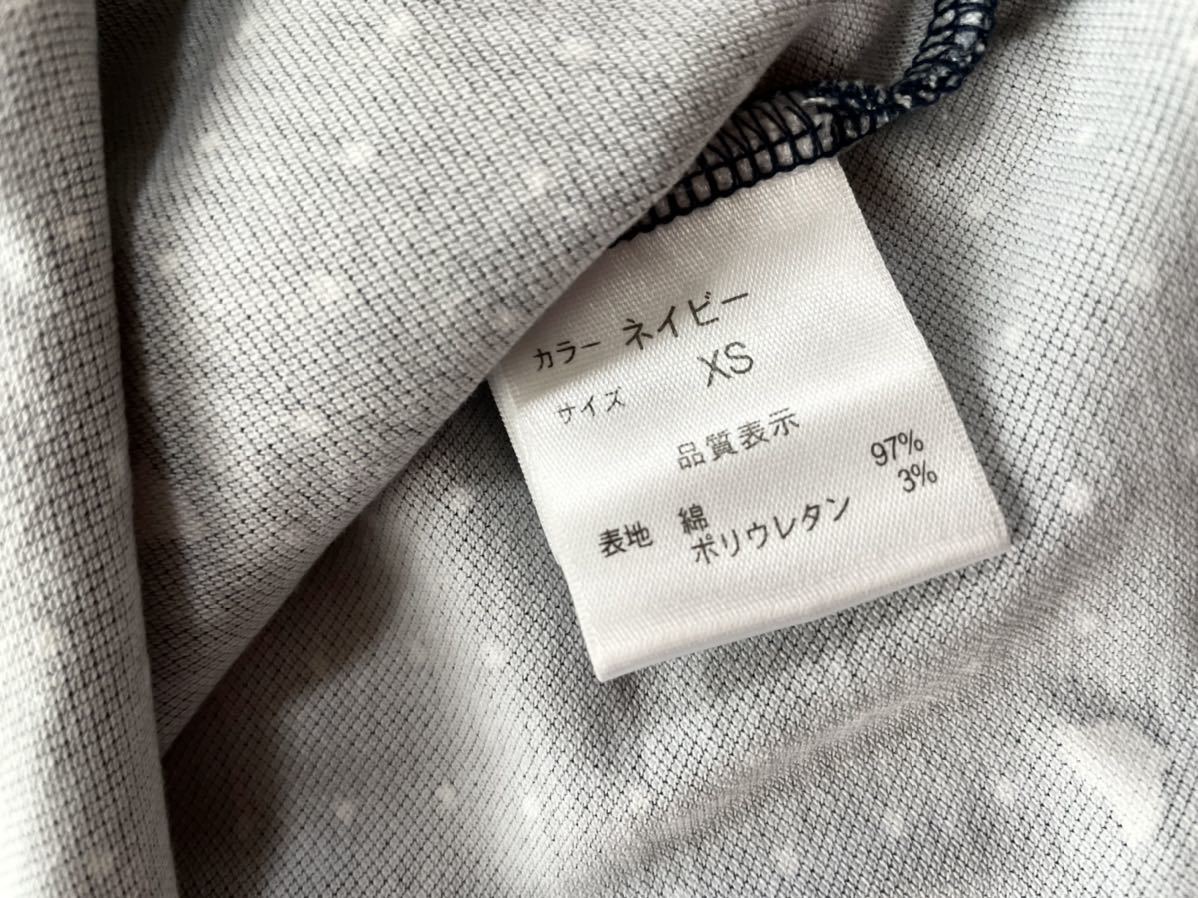 カラー ネイビー
サイズ XS
品質表示
表地 綿 97%
ポリウレタン 3%